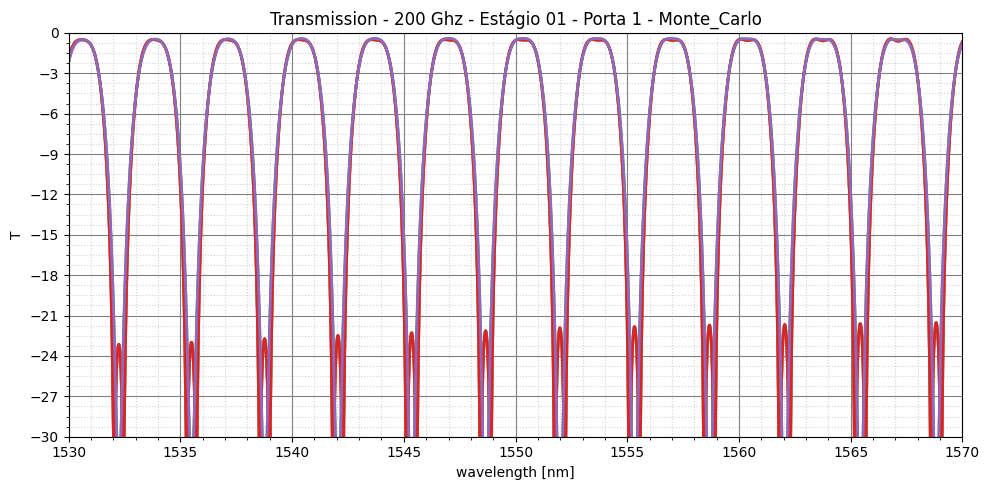 Transmission - 200 Ghz - Estágio 01 - Porta 1 - Monte_Carlo
0
−3
−6
−9
−12
−15
−18
−21
−24
−27
−30
T
1530 1535 1540 1545 1550 1555 1560 1565 1570
wavelength [nm]